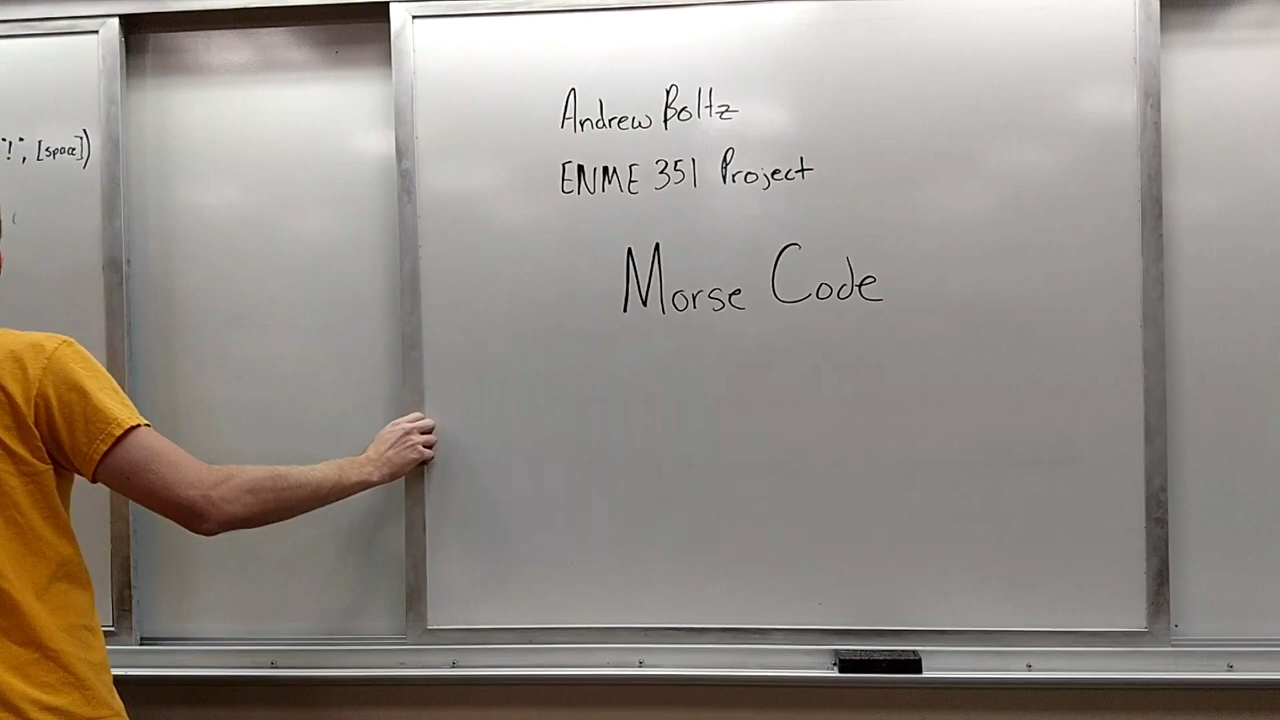 "!", [space])
Andrew Boltz
ENME 351 Project
Morse Code